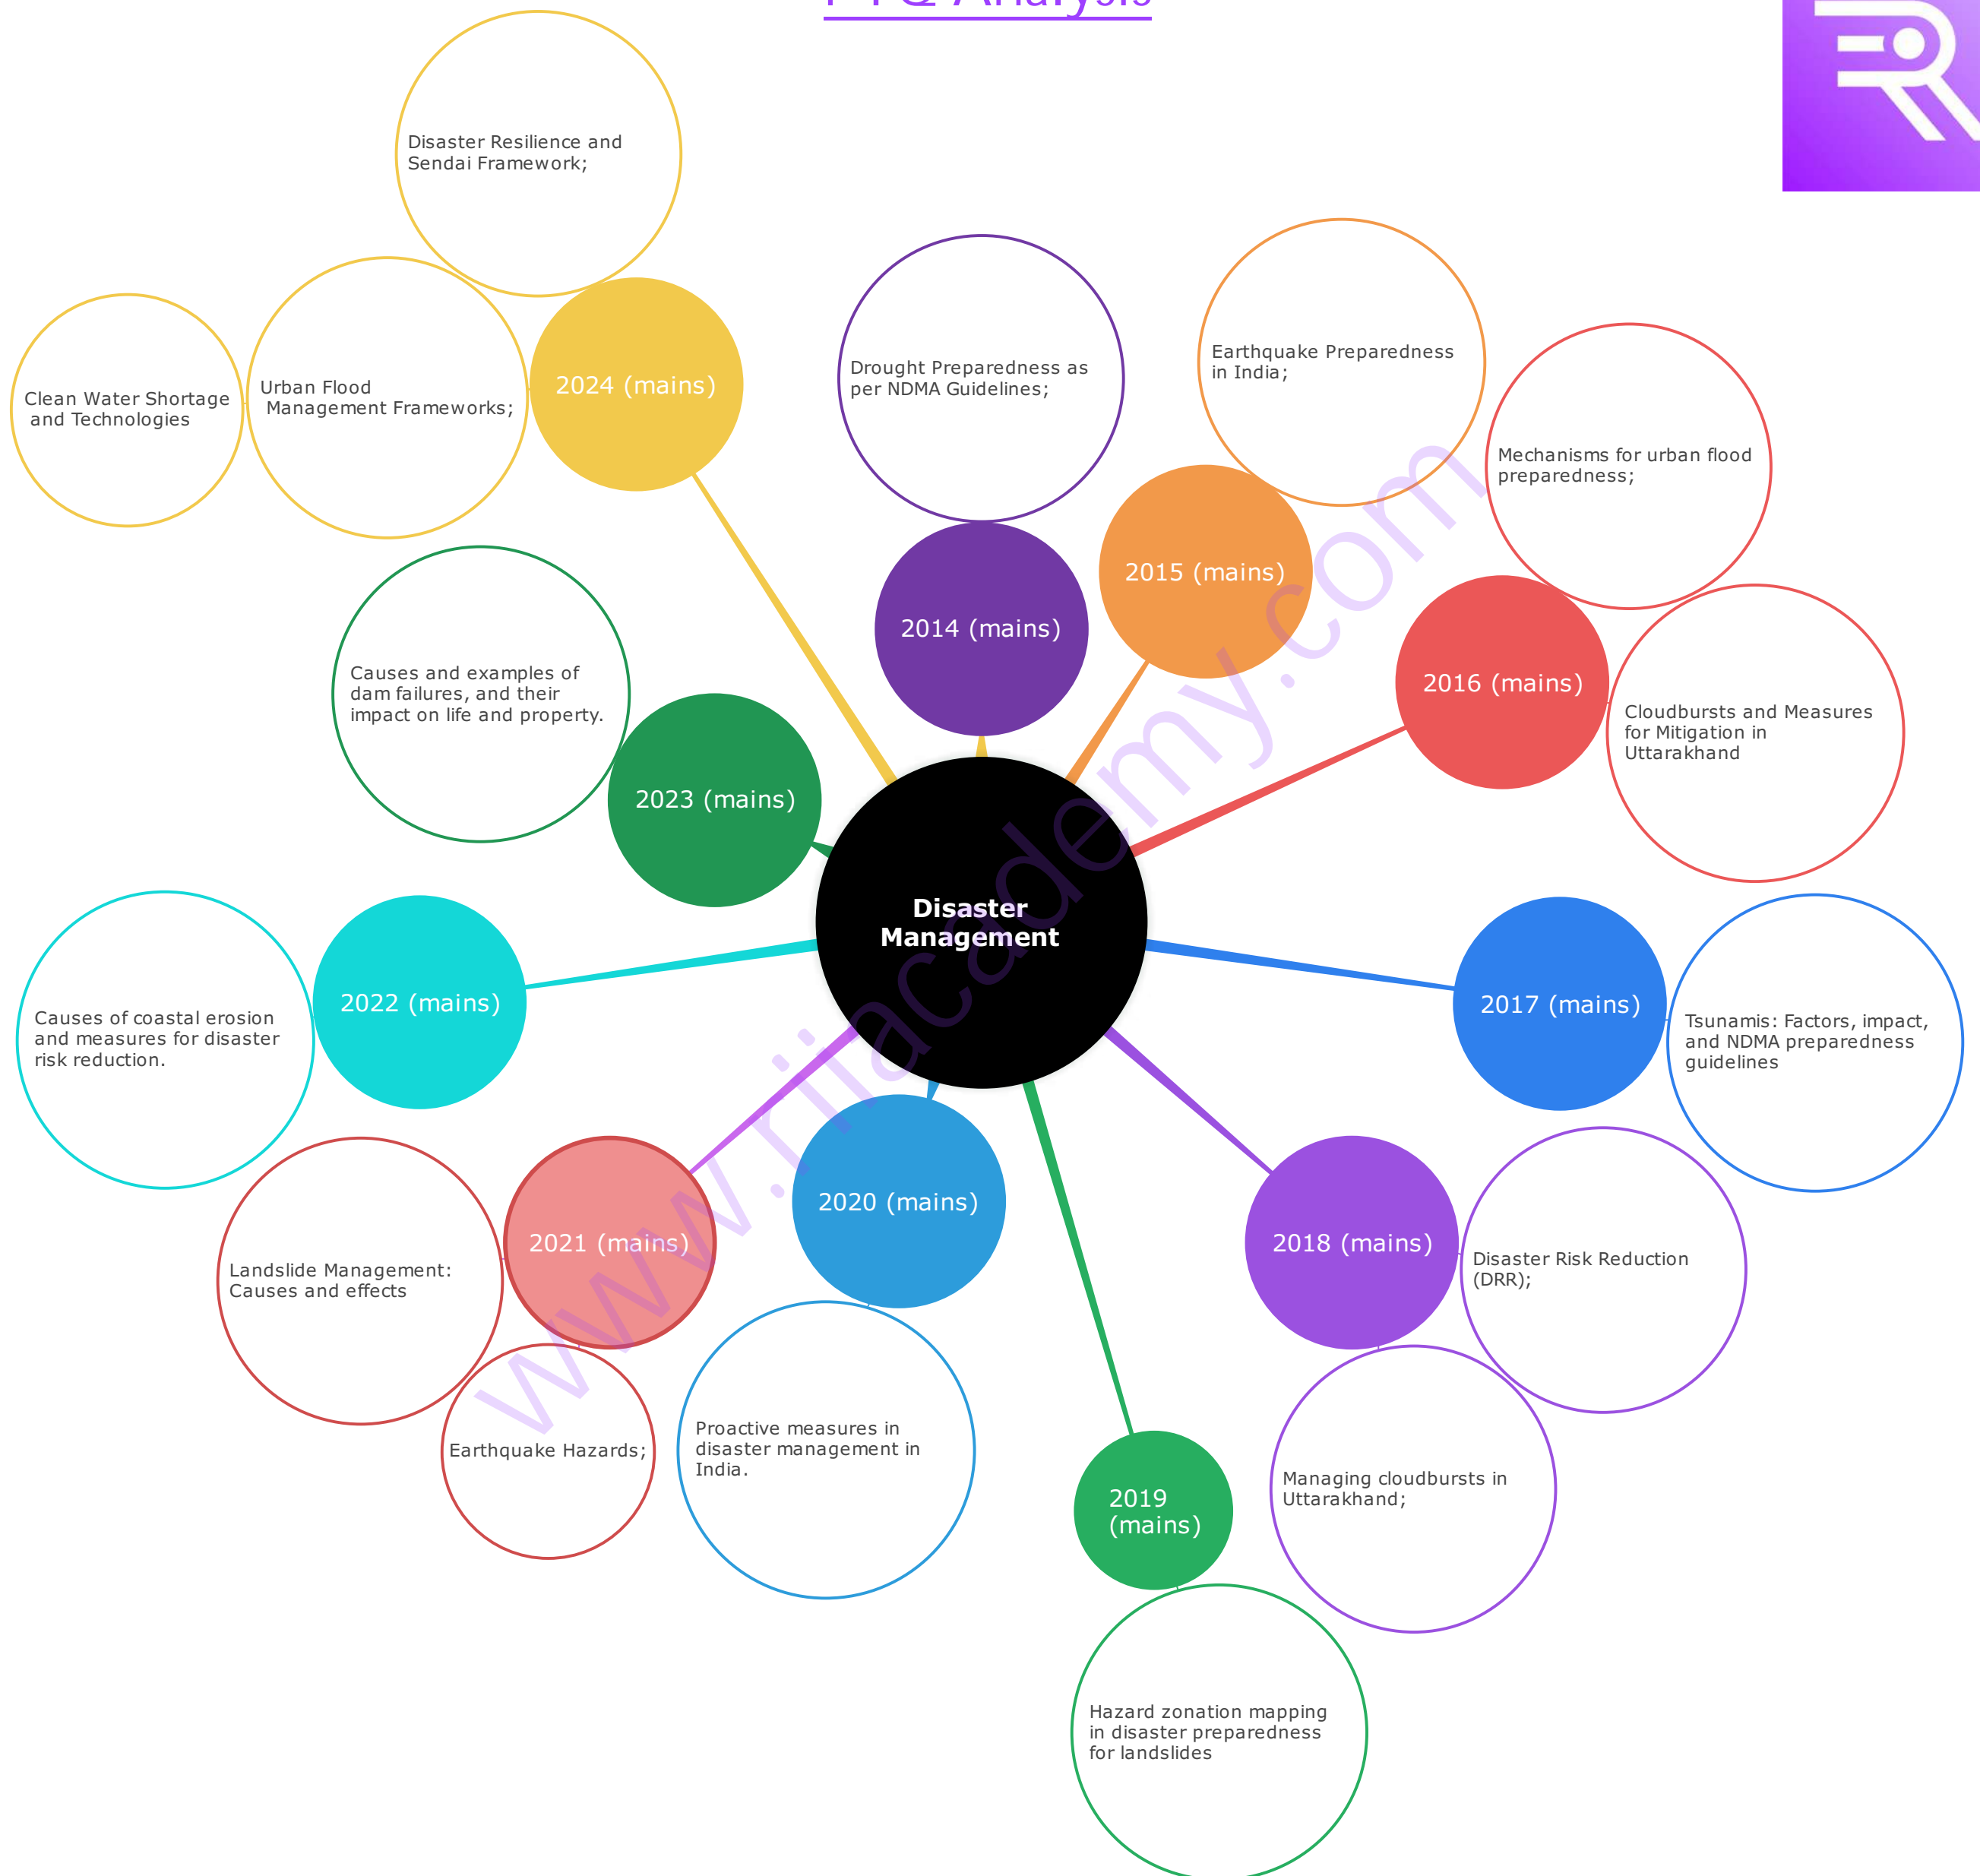 PYQ Analysis
Disaster Resilience and
Sendai Framework;
Clean Water Shortage
and Technologies
Urban Flood
Management Frameworks;
2024 (mains)
Drought Preparedness as
per NDMA Guidelines;
2014 (mains)
Earthquake Preparedness
in India;
2015 (mains)
Mechanisms for urban flood
preparedness;
2016 (mains)
Cloudbursts and Measures
for Mitigation in
Uttarakhand
Causes and examples of
dam failures, and their
impact on life and property.
2023 (mains)
Disaster
Management
Causes of coastal erosion
and measures for disaster
risk reduction.
2022 (mains)
2017 (mains)
Tsunamis: Factors, impact,
and NDMA preparedness
guidelines
Landslide Management:
Causes and effects
2021 (mains)
Earthquake Hazards;
2020 (mains)
Proactive measures in
disaster management in
India.
2018 (mains)
Disaster Risk Reduction
(DRR);
Managing cloudbursts in
Uttarakhand;
2019
(mains)
Hazard zonation mapping
in disaster preparedness
for landslides
www.rjiacademy.com